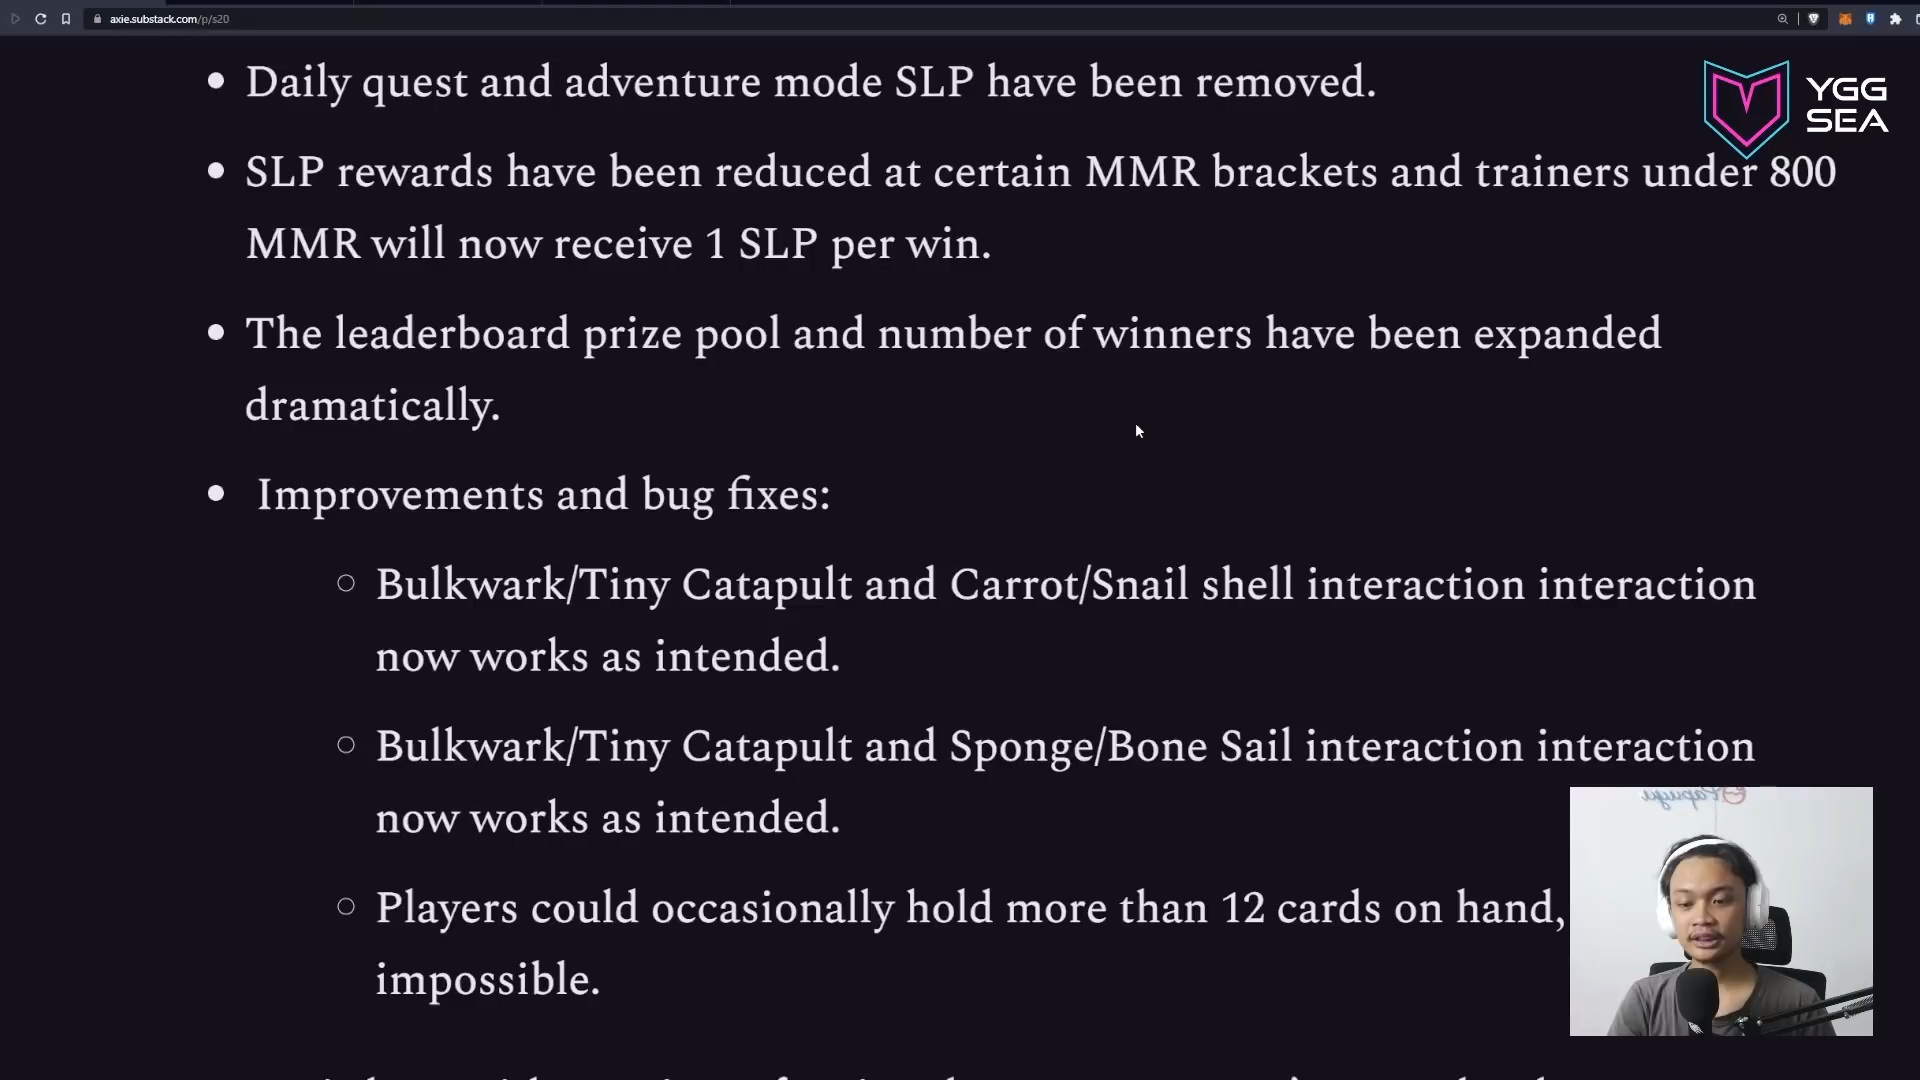 axie.substack.com/p/s20
YGG
SEA
Daily quest and adventure mode SLP have been removed.
SLP rewards have been reduced at certain MMR brackets and trainers under 800
MMR will now receive 1 SLP per win.
The leaderboard prize pool and number of winners have been expanded
dramatically.
Improvements and bug fixes:
Bulkwark/Tiny Catapult and Carrot/Snail shell interaction interaction
now works as intended.
Bulkwark/Tiny Catapult and Sponge/Bone Sail interaction interaction
now works as intended.
Players could occasionally hold more than 12 cards on hand,
impossible.